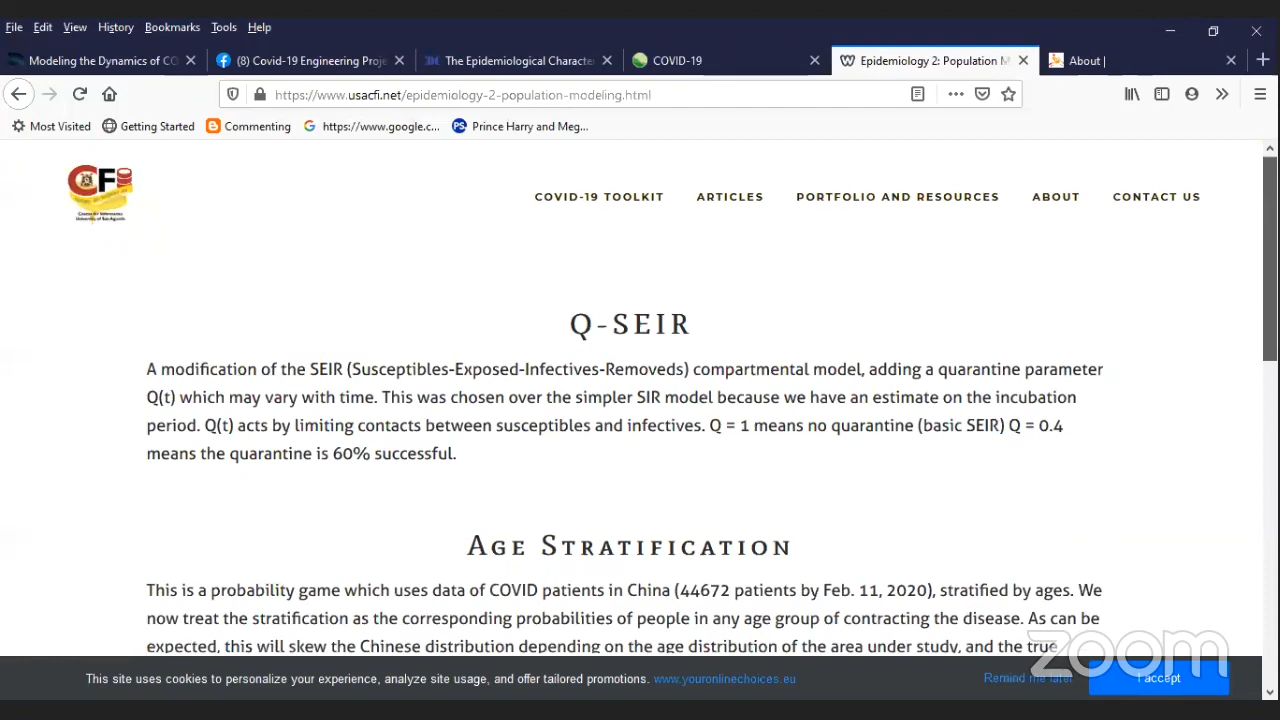 File Edit View History Bookmarks Tools Help
Modeling the Dynamics of CO
(8) Covid-19 Engineering Proje
The Epidemiological Characte
COVID-19
Epidemiology 2: Population M
About |
https://www.usacfi.net/epidemiology-2-population-modeling.html
Most Visited
Getting Started
Commenting
https://www.google.c...
PS
Prince Harry and Meg...
CFI
COVID-19 TOOLKIT ARTICLES PORTFOLIO AND RESOURCES ABOUT CONTACT US
Q-SEIR
A modification of the SEIR (Susceptibles-Exposed-Infectives-Removeds) compartmental model, adding a quarantine parameter
Q(t) which may vary with time. This was chosen over the simpler SIR model because we have an estimate on the incubation
period. Q(t) acts by limiting contacts between susceptibles and infectives. Q = 1 means no quarantine (basic SEIR) Q = 0.4
means the quarantine is 60% successful.
Age Stratification
This is a probability game which uses data of COVID patients in China (44672 patients by Feb. 11, 2020), stratified by ages. We
now treat the stratification as the corresponding probabilities of people in any age group of contracting the disease. As can be
expected, this will skew the Chinese distribution depending on the age distribution of the area under study, and the true
This site uses cookies to personalize your experience, analyze site usage, and offer tailored promotions. www.youronlinechoices.eu
Remind me later
I accept
zoom